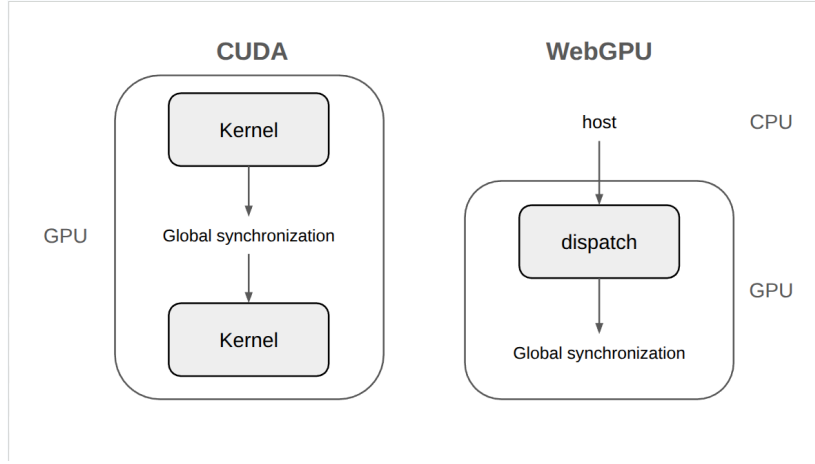 CUDA
WebGPU
Kernel
host
CPU
GPU
Global synchronization
dispatch
GPU
Kernel
Global synchronization